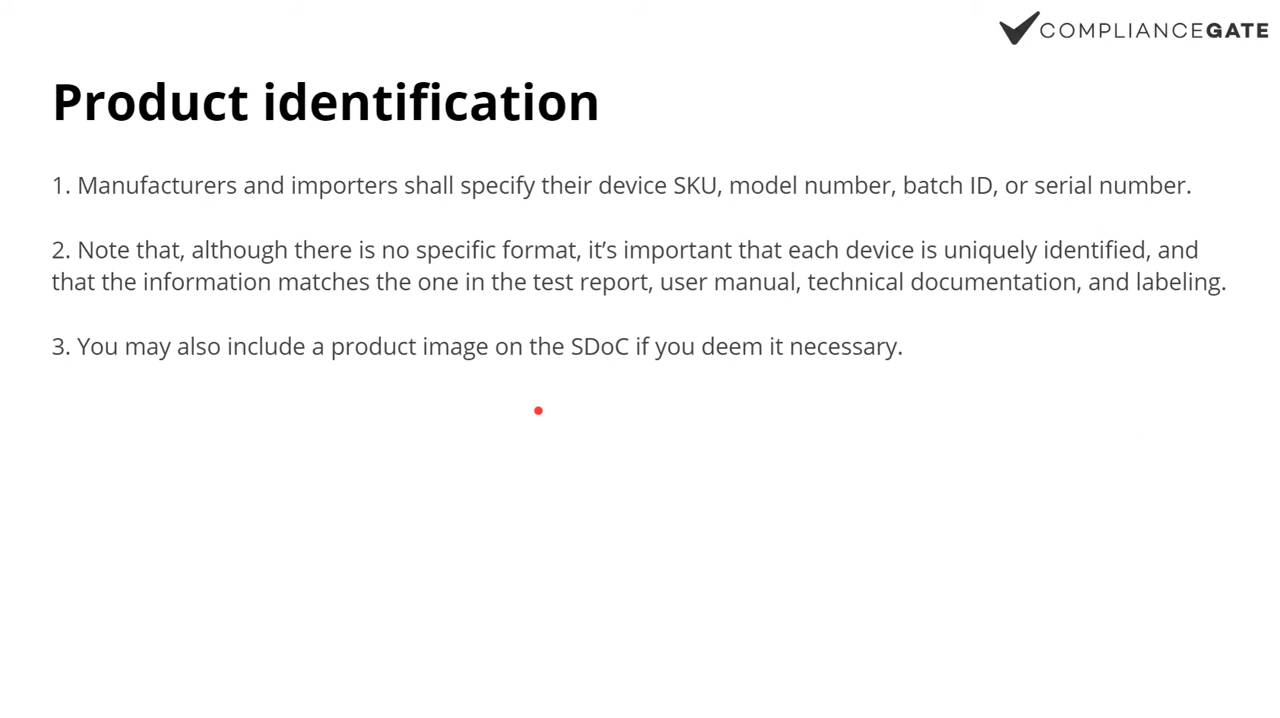 COMPLIANCEGATE
Product identification
1. Manufacturers and importers shall specify their device SKU, model number, batch ID, or serial number.
2. Note that, although there is no specific format, it’s important that each device is uniquely identified, and
that the information matches the one in the test report, user manual, technical documentation, and labeling.
3. You may also include a product image on the SDoC if you deem it necessary.